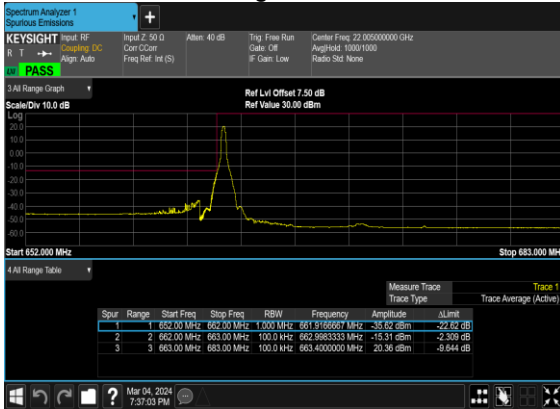 Spectrum Analyzer 1
Spurious Emissions
KEYSIGHT Input: RF Input Z: 50 Ω Atten: 40 dB Trig: Free Run Center Freq: 22.005000000 GHz
R T Coupling: DC Corr CCorr Gate: Off Avg|Hold: 1000/1000
Align: Auto Freq Ref: Int (S) IF Gain: Low Radio Std: None
PASS
3 All Range Graph
Ref Lvl Offset 7.50 dB
Scale/Div 10.0 dB Ref Value 30.00 dBm
Log
20.0
10.0
0.00
-10.0
-20.0
-30.0
-40.0
-50.0
-60.0
Start 652.000 MHz Stop 683.000 MH
4 All Range Table
Measure Trace Trace 1
Trace Type Trace Average (Active)
Spur Range Start Freq Stop Freq RBW Frequency Amplitude ΔLimit
1 1 652.00 MHz 662.00 MHz 1.000 MHz 661.9166667 MHz -35.62 dBm -22.62 dB
2 2 662.00 MHz 663.00 MHz 100.0 kHz 662.9983333 MHz -15.31 dBm -2.309 dB
3 3 663.00 MHz 683.00 MHz 100.0 kHz 663.4000000 MHz 20.36 dBm -9.644 dB
Mar 04, 2024
7:37:03 PM